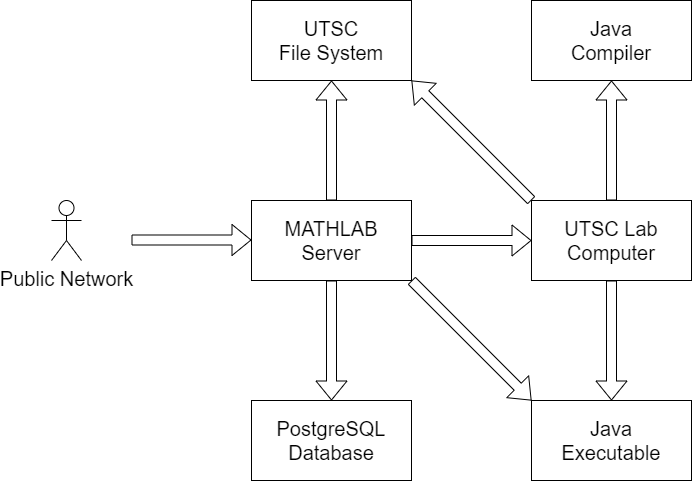 UTSC
File System
Java
Compiler
Public Network
MATHLAB
Server
UTSC Lab
Computer
PostgreSQL
Database
Java
Executable